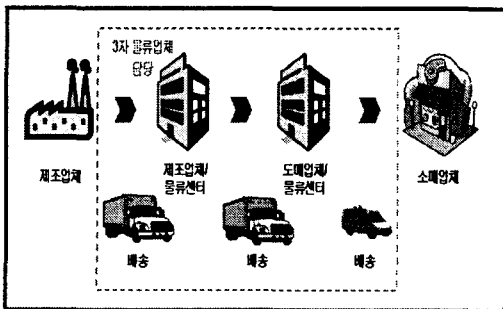 3자 물류업체
담당
제조업체
제조업체/
물류센터
도매업체/
물류센터
소매업체
배송
배송
배송